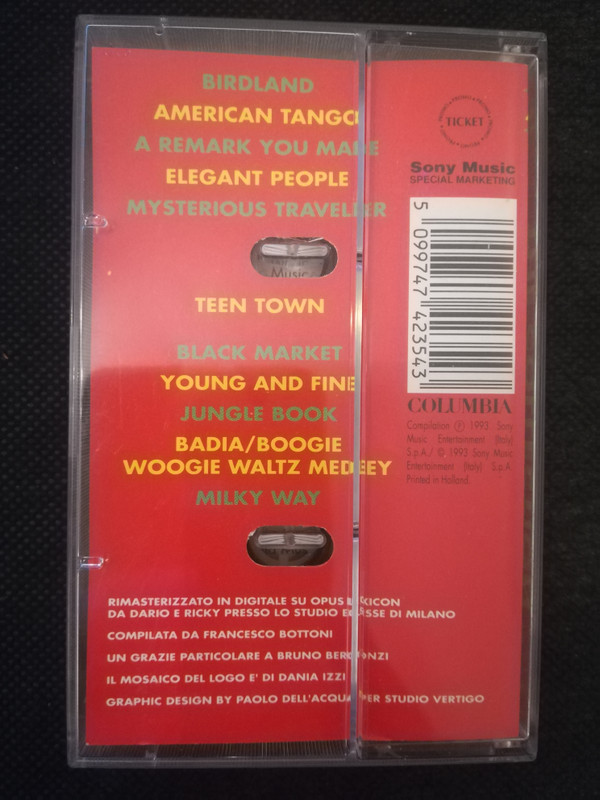 BIRDLAND
AMERICAN TANGO
A REMARK YOU MADE
ELEGANT PEOPLE
MYSTERIOUS TRAVELLER
Music
TEEN TOWN
BLACK MARKET
YOUNG AND FINE
JUNGLE BOOK
BADIA/BOOGIE
WOOGIE WALTZ MEDLEY
MILKY WAY
RIMASTERIZZATO IN DIGITALE SU OPUS LEXICON
DA DARIO E RICKY PRESSO LO STUDIO DI MILANO
COMPILATA DA FRANCESCO BOTTONI
UN GRAZIE PARTICOLARE A BRUNO
IL MOSAICO DEL LOGO E' DI DANIA IZZI
GRAPHIC DESIGN BY PAOLO DELL'ACQUA PER STUDIO VERTIGO
TICKET
Sony Music
SPECIAL MARKETING
5 099747 423543
COLUMBIA
Compilation ℗ 1993 Sony
Music Entertainment (Italy)
S.p.A./ © 1993 Sony Music
Entertainment (Italy) S.p.A.
Printed in Holland.